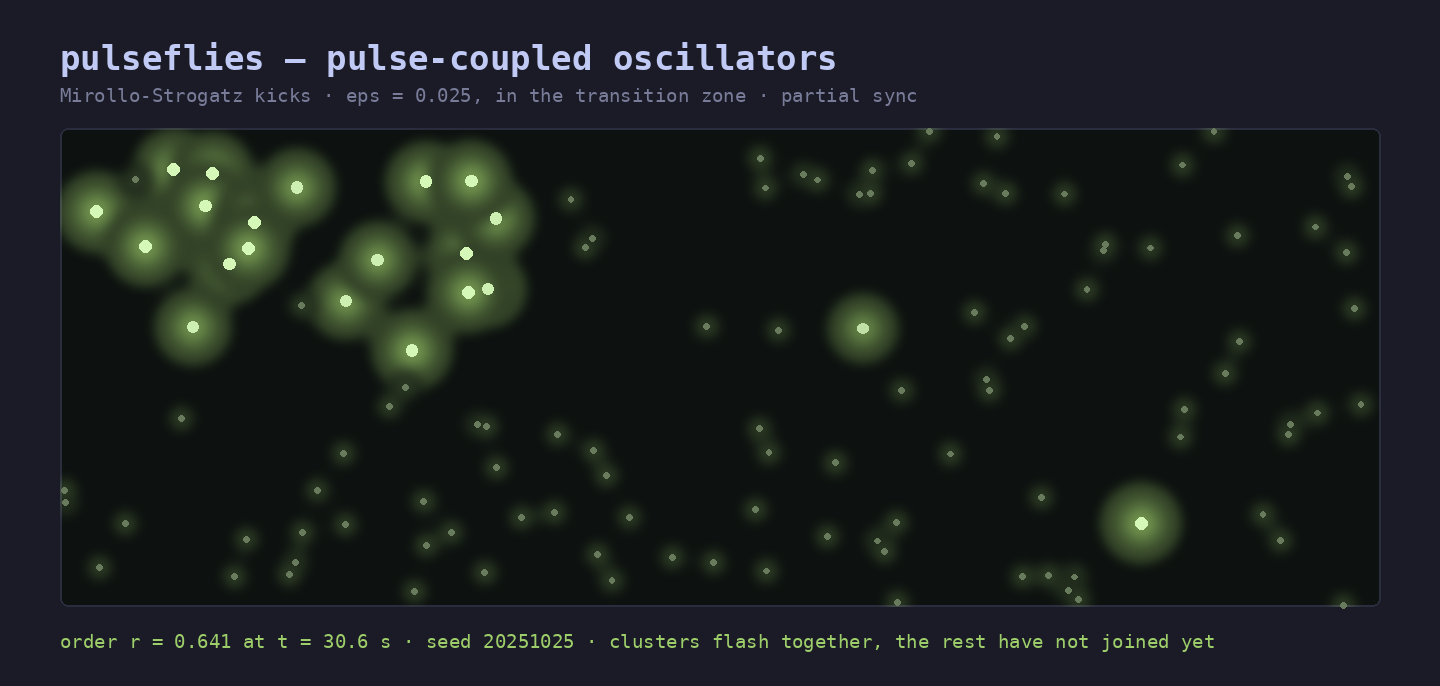 pulseflies — pulse-coupled oscillators
Mirollo-Strogatz kicks · eps = 0.025, in the transition zone · partial sync
order r = 0.641 at t = 30.6 s · seed 20251025 · clusters flash together, the rest have not joined yet